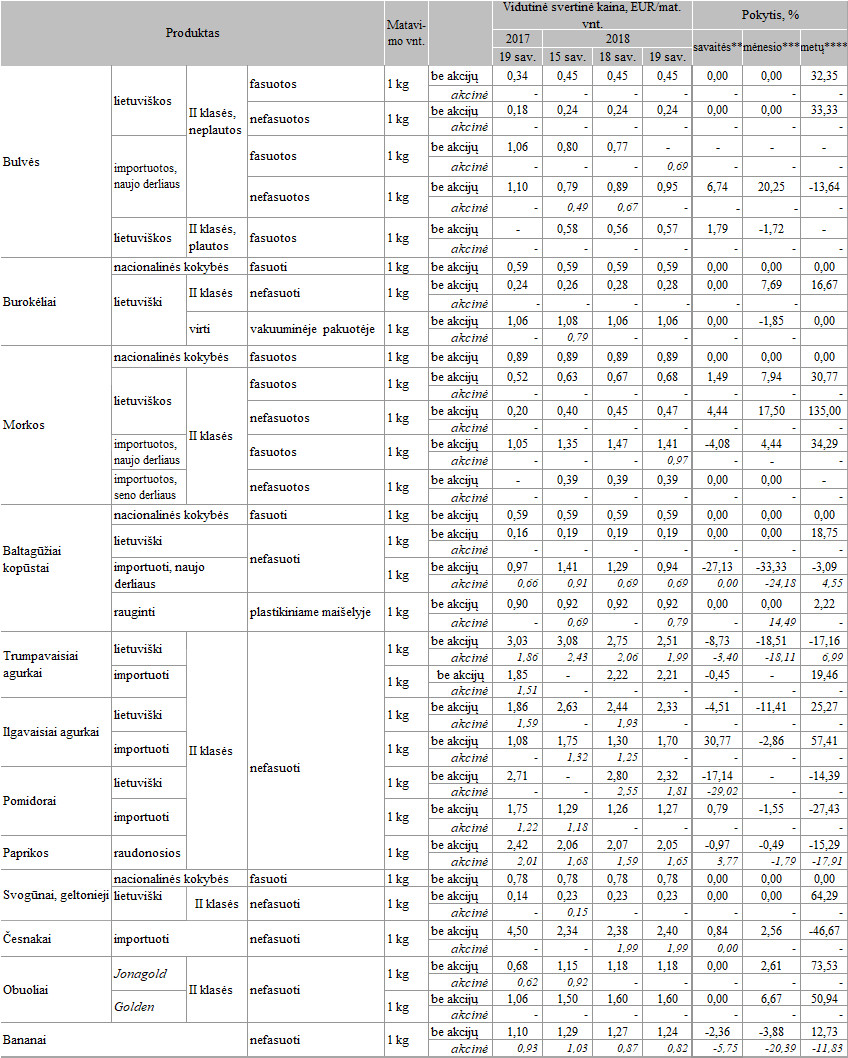 Produktas Matavimo vnt. Vidutinė svertinė kaina, EUR/mat. vnt. Pokytis, %
2017 2018 savaitės** mėnesio*** metų****
19 sav. 15 sav. 18 sav. 19 sav.
Bulvės lietuviškos II klasės, neplautos fasuotos 1 kg be akcijų 0,34 0,45 0,45 0,45 0,00 0,00 32,35
akcinė - - - - - - -
nefasuotos 1 kg be akcijų 0,18 0,24 0,24 0,24 0,00 0,00 33,33
akcinė - - - - - - -
importuotos, naujo derliaus fasuotos 1 kg be akcijų 1,06 0,80 0,77 - - - -
akcinė - - - 0,69 - - -
nefasuotos 1 kg be akcijų 1,10 0,79 0,89 0,95 6,74 20,25 -13,64
akcinė - 0,49 0,67 - - - -
lietuviškos II klasės, plautos fasuotos 1 kg be akcijų - 0,58 0,56 0,57 1,79 -1,72 -
akcinė - - - - - - -
Burokėliai nacionalinės kokybės fasuoti 1 kg be akcijų 0,59 0,59 0,59 0,59 0,00 0,00 0,00
lietuviški II klasės nefasuoti 1 kg be akcijų 0,24 0,26 0,28 0,28 0,00 7,69 16,67
akcinė - - - - - - -
virti vakuuminėje pakuotėje 1 kg be akcijų 1,06 1,08 1,06 1,06 0,00 -1,85 0,00
akcinė - 0,79 - - - - -
Morkos nacionalinės kokybės fasuotos 1 kg be akcijų 0,89 0,89 0,89 0,89 0,00 0,00 0,00
lietuviškos II klasės fasuotos 1 kg be akcijų 0,52 0,63 0,67 0,68 1,49 7,94 30,77
akcinė - - - - - - -
nefasuotos 1 kg be akcijų 0,20 0,40 0,45 0,47 4,44 17,50 135,00
akcinė - - - - - - -
importuotos, naujo derliaus fasuotos 1 kg be akcijų 1,05 1,35 1,47 1,41 -4,08 4,44 34,29
akcinė - - - 0,97 - - -
importuotos, seno derliaus nefasuotos 1 kg be akcijų - 0,39 0,39 0,39 0,00 0,00 -
akcinė - - - - - - -
Baltagūžiai kopūstai nacionalinės kokybės fasuoti 1 kg be akcijų 0,59 0,59 0,59 0,59 0,00 0,00 0,00
lietuviški nefasuoti 1 kg be akcijų 0,16 0,19 0,19 0,19 0,00 0,00 18,75
akcinė - - - - - - -
importuoti, naujo derliaus 1 kg be akcijų 0,97 1,41 1,29 0,94 -27,13 -33,33 -3,09
akcinė 0,66 0,91 0,69 0,69 0,00 -24,18 4,55
rauginti plastikiniame maišelyje 1 kg be akcijų 0,90 0,92 0,92 0,92 0,00 0,00 2,22
akcinė - 0,69 - 0,79 - 14,49 -
Trumpavaisiai agurkai lietuviški II klasės nefasuoti 1 kg be akcijų 3,03 3,08 2,75 2,51 -8,73 -18,51 -17,16
akcinė 1,86 2,43 2,06 1,99 -3,40 -18,11 6,99
importuoti 1 kg be akcijų 1,85 - 2,22 2,21 -0,45 - 19,46
akcinė 1,51 - - - - - -
Ilgavaisiai agurkai lietuviški 1 kg be akcijų 1,86 2,63 2,44 2,33 -4,51 -11,41 25,27
akcinė 1,59 - 1,93 - - - -
importuoti 1 kg be akcijų 1,08 1,75 1,30 1,70 30,77 -2,86 57,41
akcinė - 1,32 1,25 - - - -
Pomidorai lietuviški 1 kg be akcijų 2,71 - 2,80 2,32 -17,14 - -14,39
akcinė - - 2,55 1,81 -29,02 - -
importuoti 1 kg be akcijų 1,75 1,29 1,26 1,27 0,79 -1,55 -27,43
akcinė 1,22 1,18 - - - - -
Paprikos raudonosios 1 kg be akcijų 2,42 2,06 2,07 2,05 -0,97 -0,49 -15,29
akcinė 2,01 1,68 1,59 1,65 3,77 -1,79 -17,91
Svogūnai, geltonieji nacionalinės kokybės fasuoti 1 kg be akcijų 0,78 0,78 0,78 0,78 0,00 0,00 0,00
lietuviški II klasės nefasuoti 1 kg be akcijų 0,14 0,23 0,23 0,23 0,00 0,00 64,29
akcinė - 0,15 - - - - -
Česnakai importuoti nefasuoti 1 kg be akcijų 4,50 2,34 2,38 2,40 0,84 2,56 -46,67
akcinė - - 1,99 1,99 0,00 - -
Obuoliai Jonagold II klasės nefasuoti 1 kg be akcijų 0,68 1,15 1,18 1,18 0,00 2,61 73,53
akcinė 0,62 0,92 - - - - -
Golden 1 kg be akcijų 1,06 1,50 1,60 1,60 0,00 6,67 50,94
akcinė - - - - - - -
Bananai nefasuoti 1 kg be akcijų 1,10 1,29 1,27 1,24 -2,36 -3,88 12,73
akcinė 0,93 1,03 0,87 0,82 -5,75 -20,39 -11,83